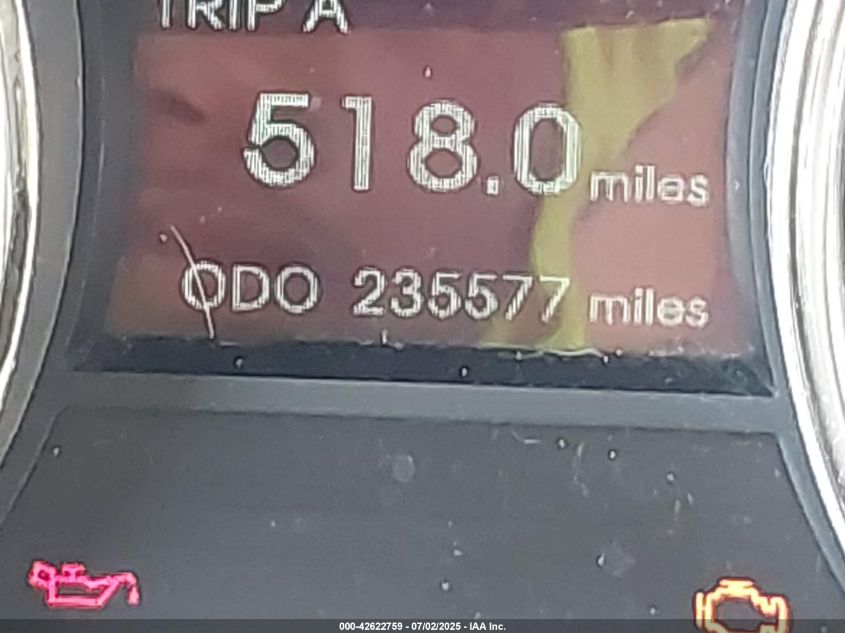 TRIP A
518.0 miles
ODO 235577 miles
000-42622759 - 07/02/2025 - IAA Inc.